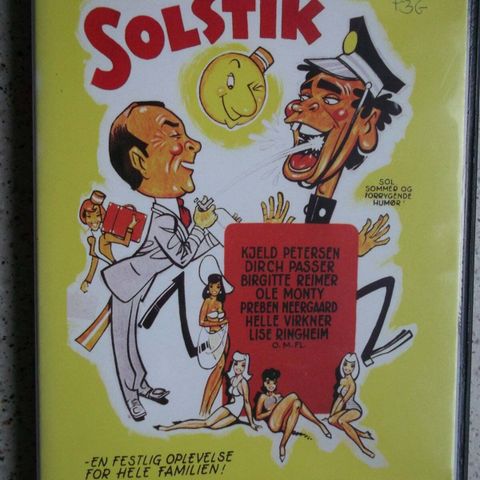 P3G
SOLSTIK
SOL
SOMMER OG
FORRYGENDE
HUMØR
KJELD PETERSEN
DIRCH PASSER
BIRGITTE REIMER
OLE MONTY
PREBEN NEERGAARD
HELLE VIRKNER
LISE RINGHEIM
O.M.FL.
-EN FESTLIG OPLEVELSE
FOR HELE FAMILIEN!